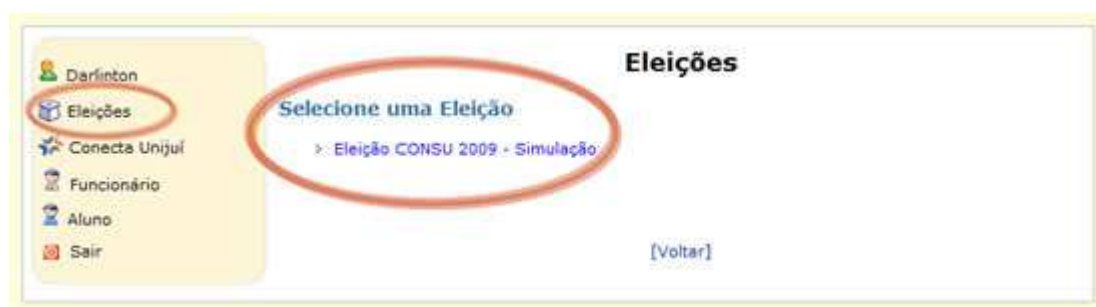 Eleições
Darlinton
Eleições
Conecta Unijuí
Funcionário
Aluno
Sair
Selecione uma Eleição
> Eleição CONSU 2009 - Simulação
[Voltar]